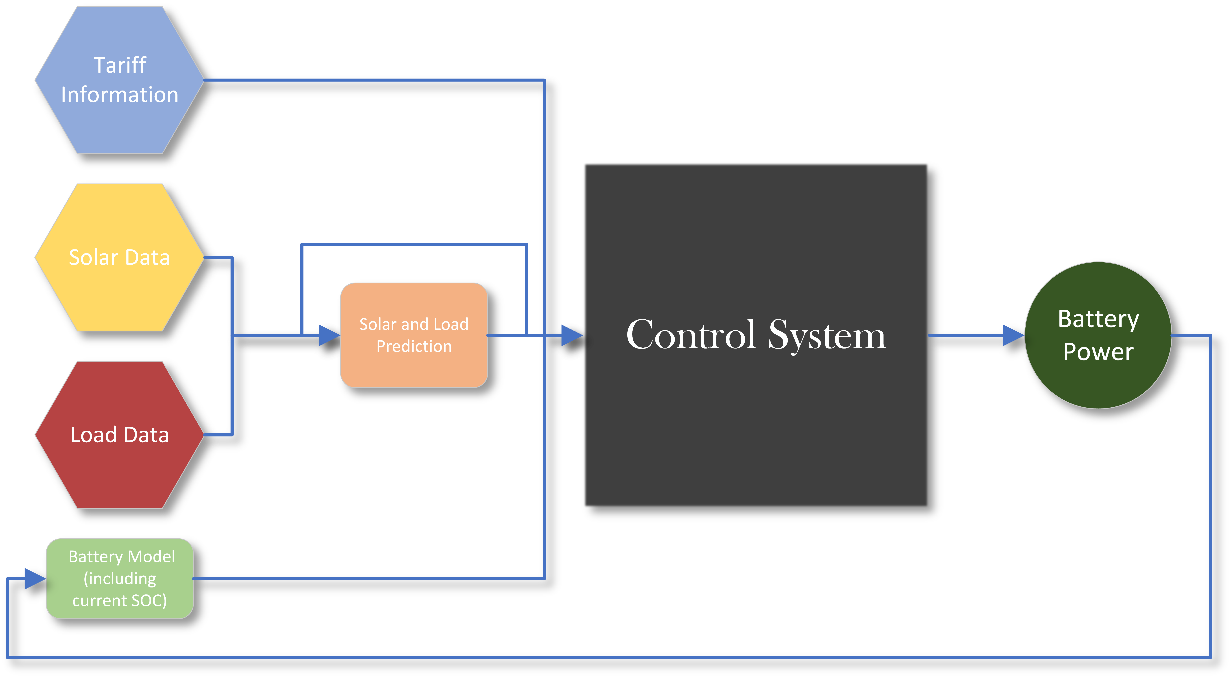 Tariff
Information
Solar Data
Load Data
Battery Model
(including
current SOC)
Solar and Load
Prediction
Control System
Battery
Power